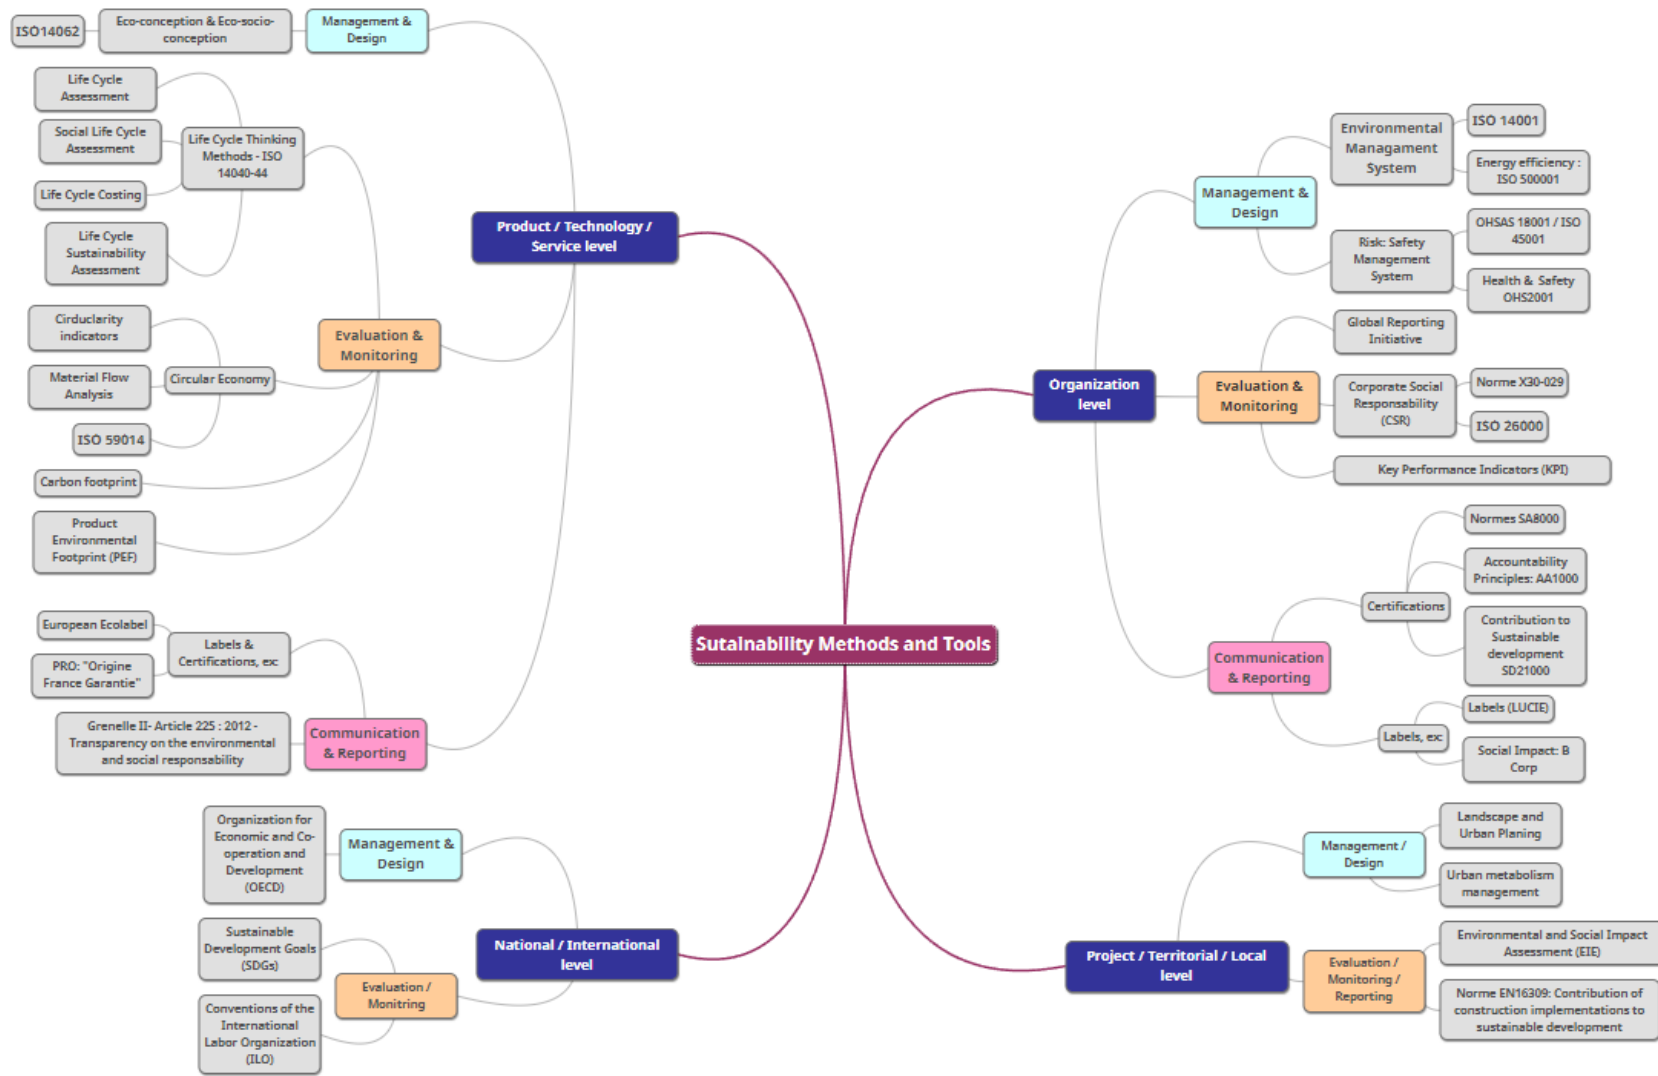 Sutainability Methods and Tools
Product / Technology /
Service level
Management &
Design
Eco-conception & Eco-socio-
conception
ISO14062
Evaluation &
Monitoring
Life Cycle Thinking
Methods - ISO
14040-44
Life Cycle
Assessment
Social Life Cycle
Assessment
Life Cycle Costing
Life Cycle
Sustainability
Assessment
Circular Economy
Cirduclarity
indicators
Material Flow
Analysis
ISO 59014
Carbon footprint
Product
Environmental
Footprint (PEF)
Communication
& Reporting
Labels &
Certifications, ex:
European Ecolabel
PRO: "Origine
France Garantie"
Grenelle II- Article 225 : 2012 -
Transparency on the environmental
and social responsability
National / International
level
Management &
Design
Organization for
Economic and Co-
operation and
Development
(OECD)
Evaluation /
Monitring
Sustainable
Development Goals
(SDGs)
Conventions of the
International
Labor Organization
(ILO)
Organization
level
Management &
Design
Environmental
Managament
System
ISO 14001
Energy efficiency :
ISO 500001
Risk: Safety
Management
System
OHSAS 18001 / ISO
45001
Health & Safety
OHS2001
Evaluation &
Monitoring
Global Reporting
Initiative
Corporate Social
Responsability
(CSR)
Norme X30-029
ISO 26000
Key Performance Indicators (KPI)
Communication
& Reporting
Certifications
Normes SA8000
Accountability
Principles: AA1000
Contribution to
Sustainable
development
SD21000
Labels, ex:
Labels (LUCIE)
Social Impact: B
Corp
Project / Territorial / Local
level
Management /
Design
Landscape and
Urban Planing
Urban metabolism
management
Evaluation /
Monitoring /
Reporting
Environmental and Social Impact
Assessment (EIE)
Norme EN16309: Contribution of
construction implementations to
sustainable development